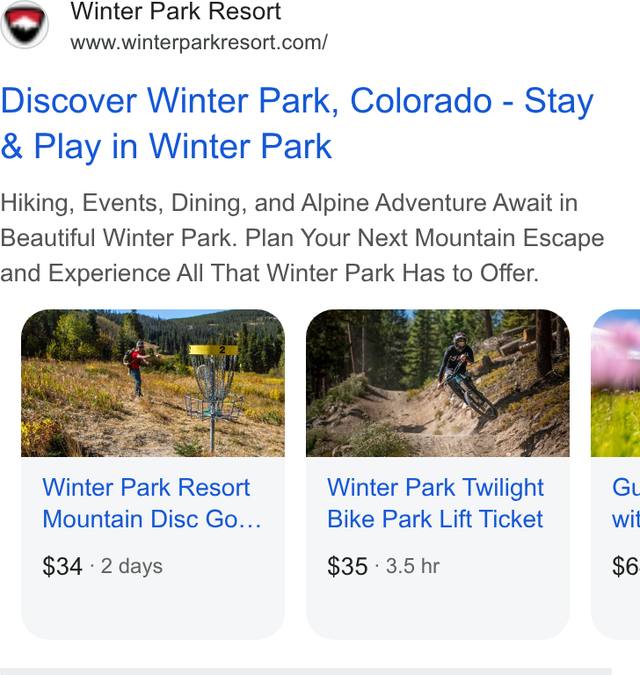 Winter Park Resort
www.winterparkresort.com/
Discover Winter Park, Colorado - Stay
& Play in Winter Park
Hiking, Events, Dining, and Alpine Adventure Await in
Beautiful Winter Park. Plan Your Next Mountain Escape
and Experience All That Winter Park Has to Offer.
2
Winter Park Resort
Mountain Disc Go…
$34 · 2 days
Winter Park Twilight
Bike Park Lift Ticket
$35 · 3.5 hr
Gu
wit
$6